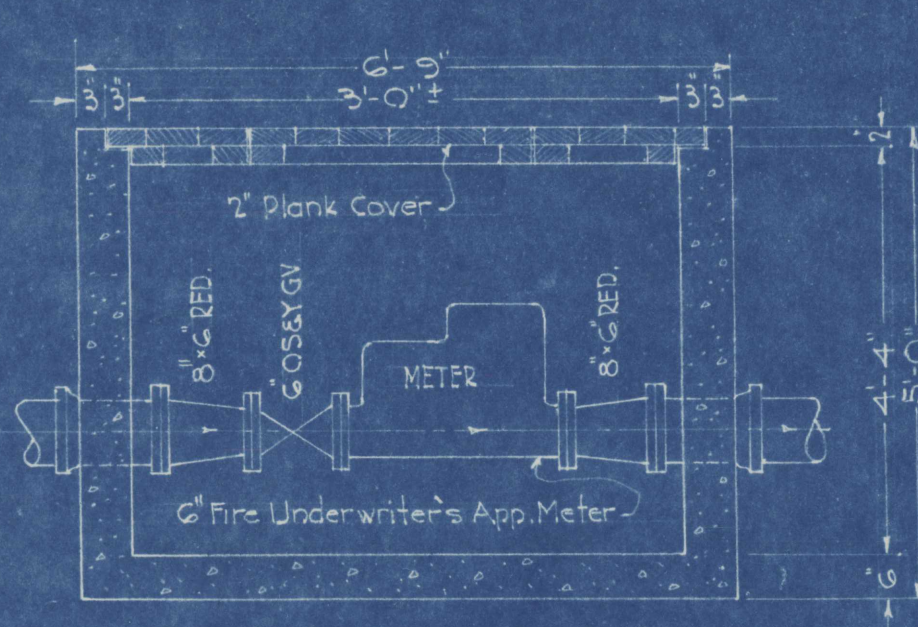 6'-9"
3" 3" 3'-0"± 3" 3"
2"
2" Plank Cover
8"×6" RED.
6" OS&Y GV
METER
8"×6" RED.
4'-4"
5'-0"
6" Fire Underwriter's App. Meter
6"